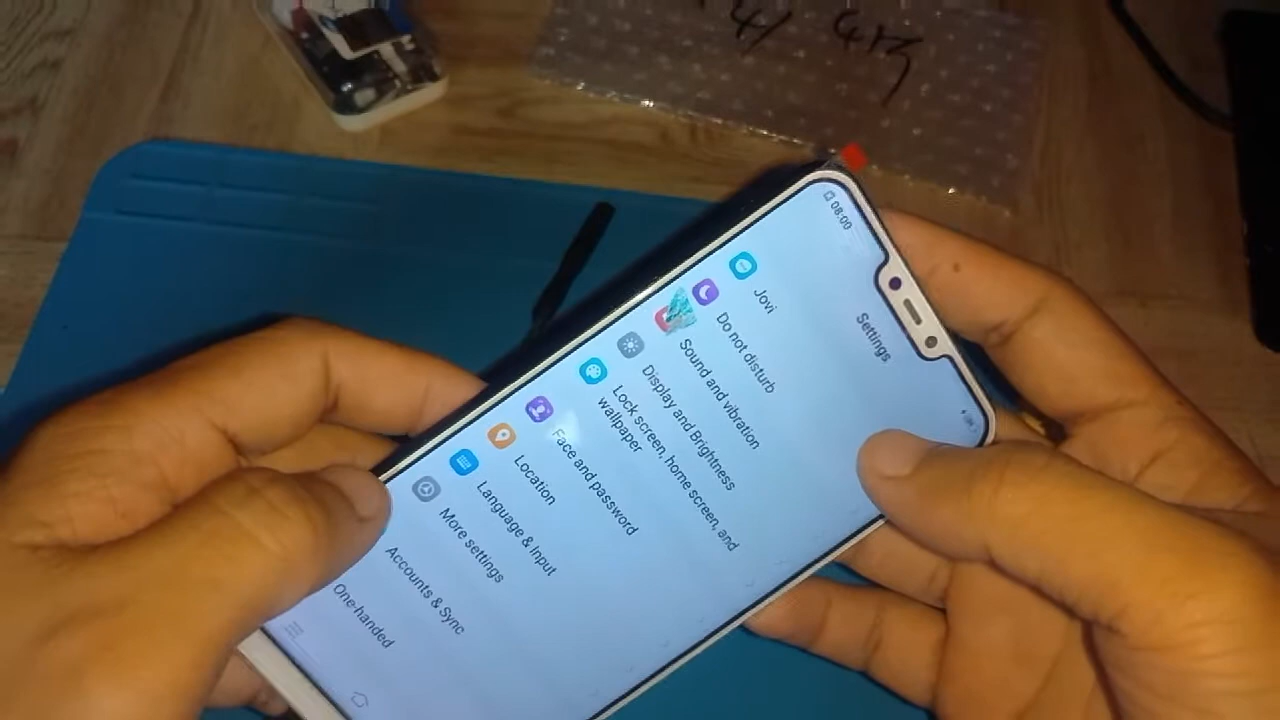 08:00
Settings
Jovi
Do not disturb
Sound and vibration
Display and Brightness
Lock screen, home screen, and
wallpaper
Face and password
Location
Language & input
More settings
Accounts & Sync
One-handed